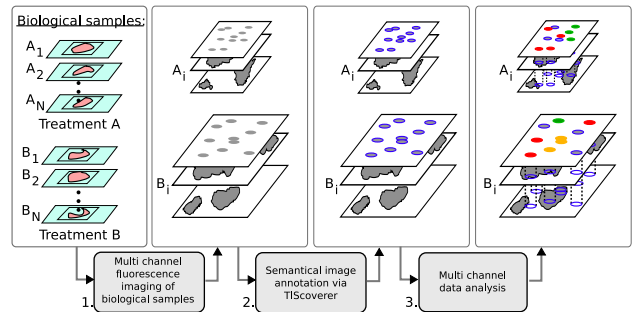 Biological samples:
A1
A2
AN
Treatment A
B1
B2
BN
Treatment B
Ai
Bi
Ai
Bi
Ai
Bi
1.
Multi channel
fluorescence
imaging of
biological samples
2.
Semantical image
annotation via
TIScoverer
3.
Multi channel
data analysis